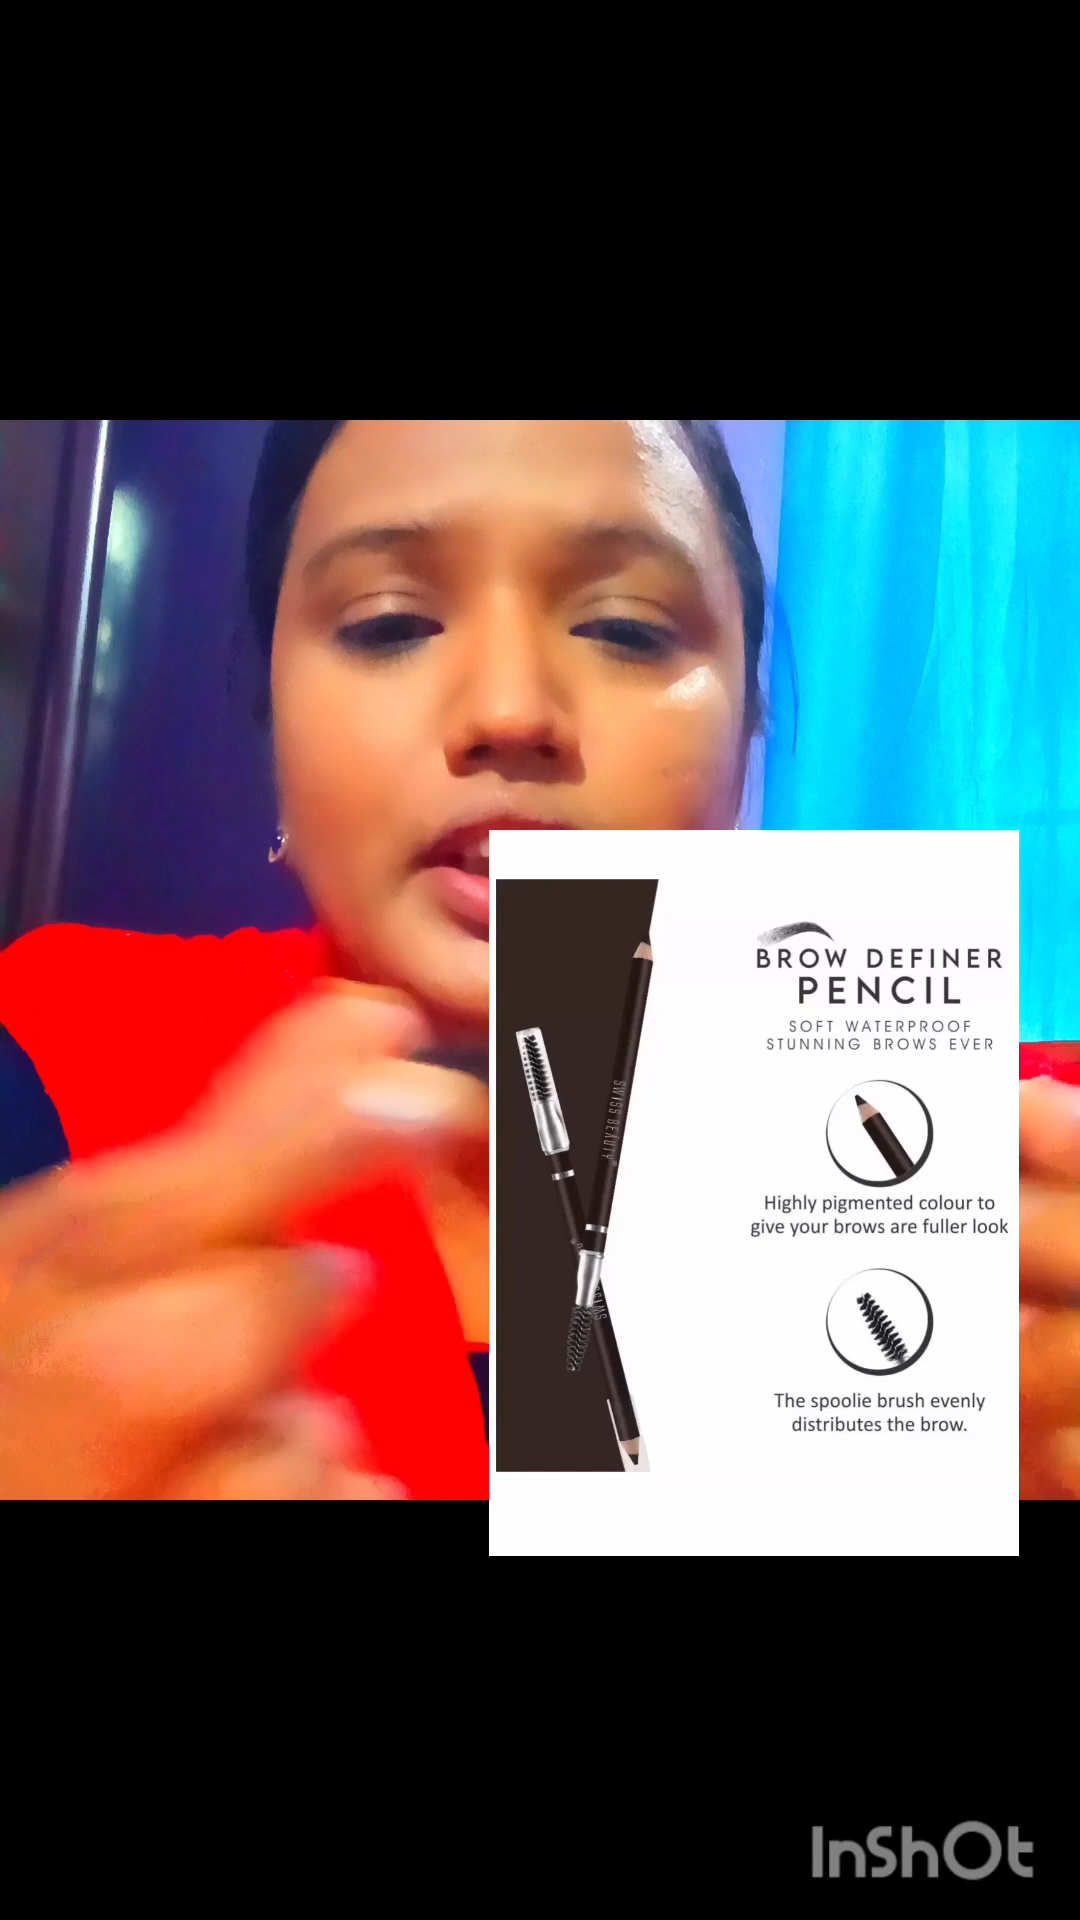 BROW DEFINER
PENCIL
SOFT WATERPROOF
STUNNING BROWS EVER
SWISS BEAUTY
Highly pigmented colour to
give your brows are fuller look
The spoolie brush evenly
distributes the brow.
InShOt